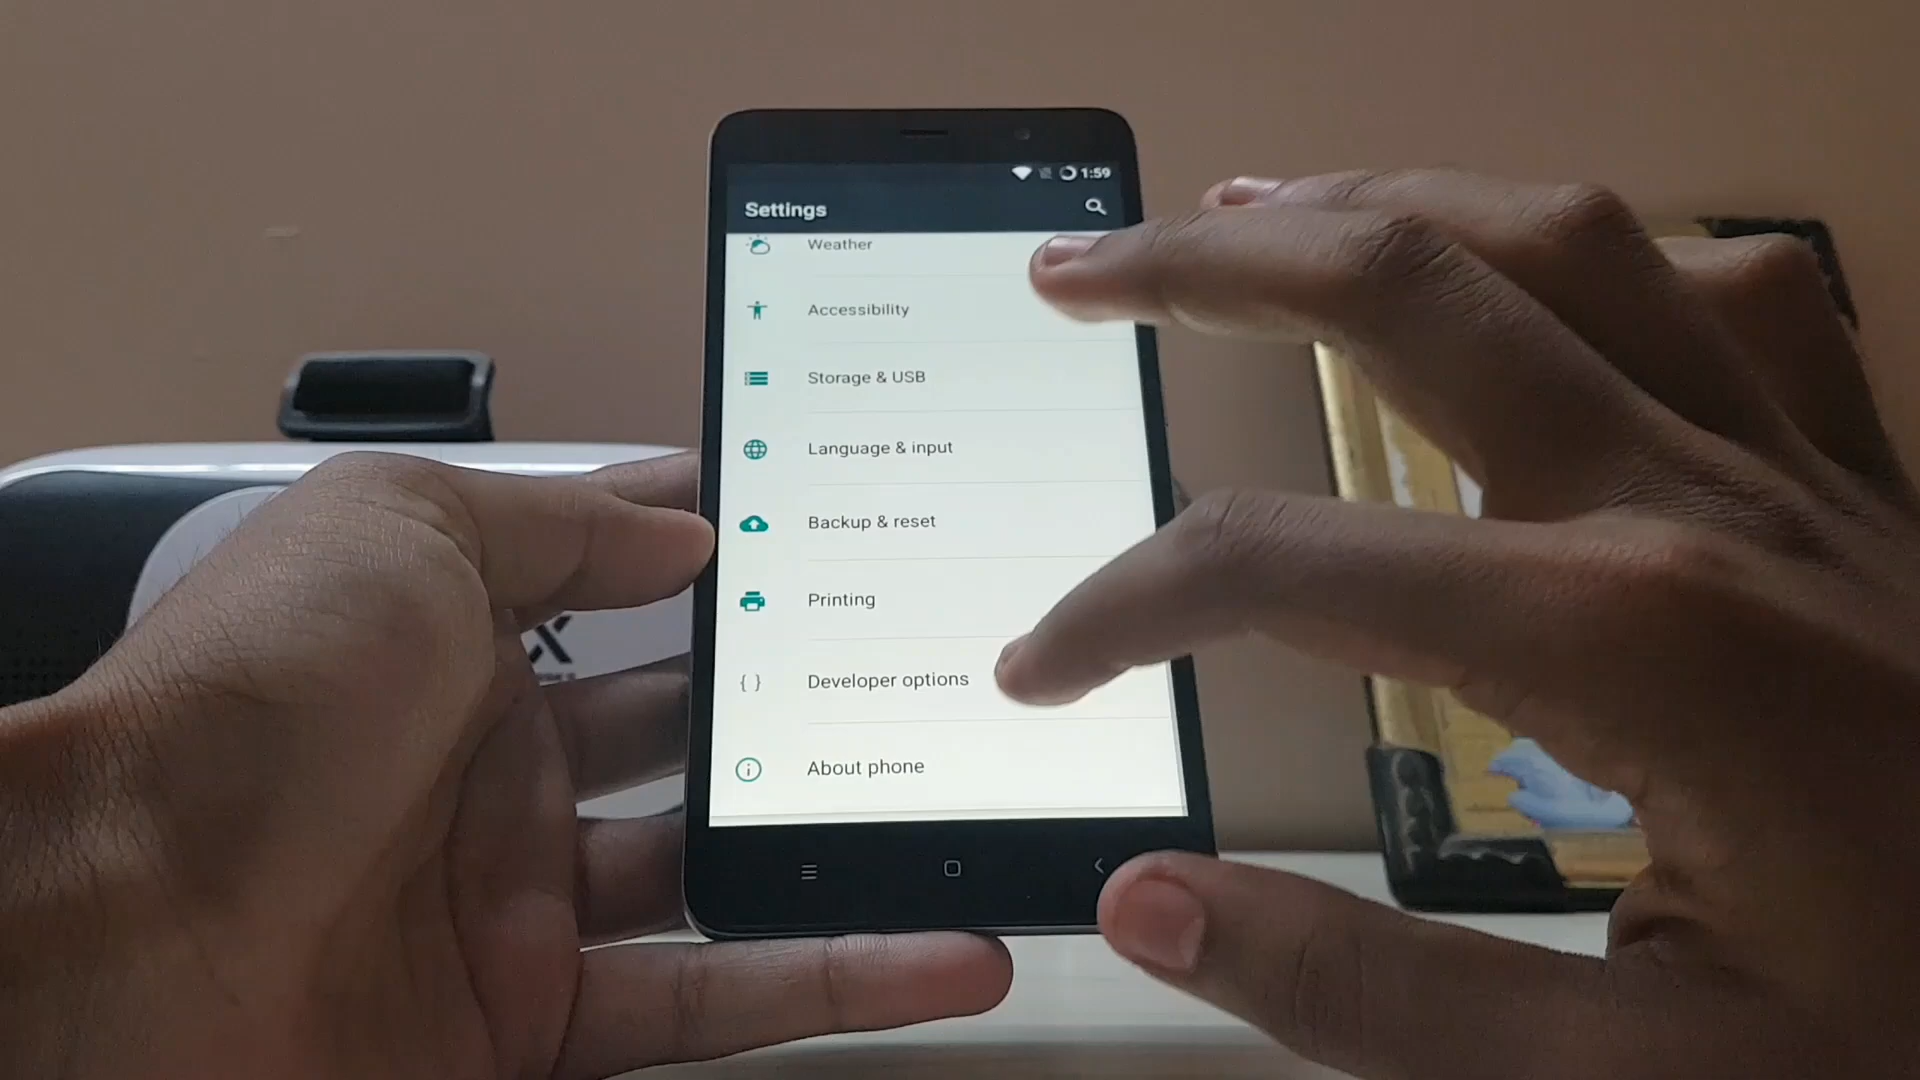 1:59
Settings
Weather
Accessibility
Storage & USB
Language & input
Backup & reset
Printing
{ } Developer options
About phone